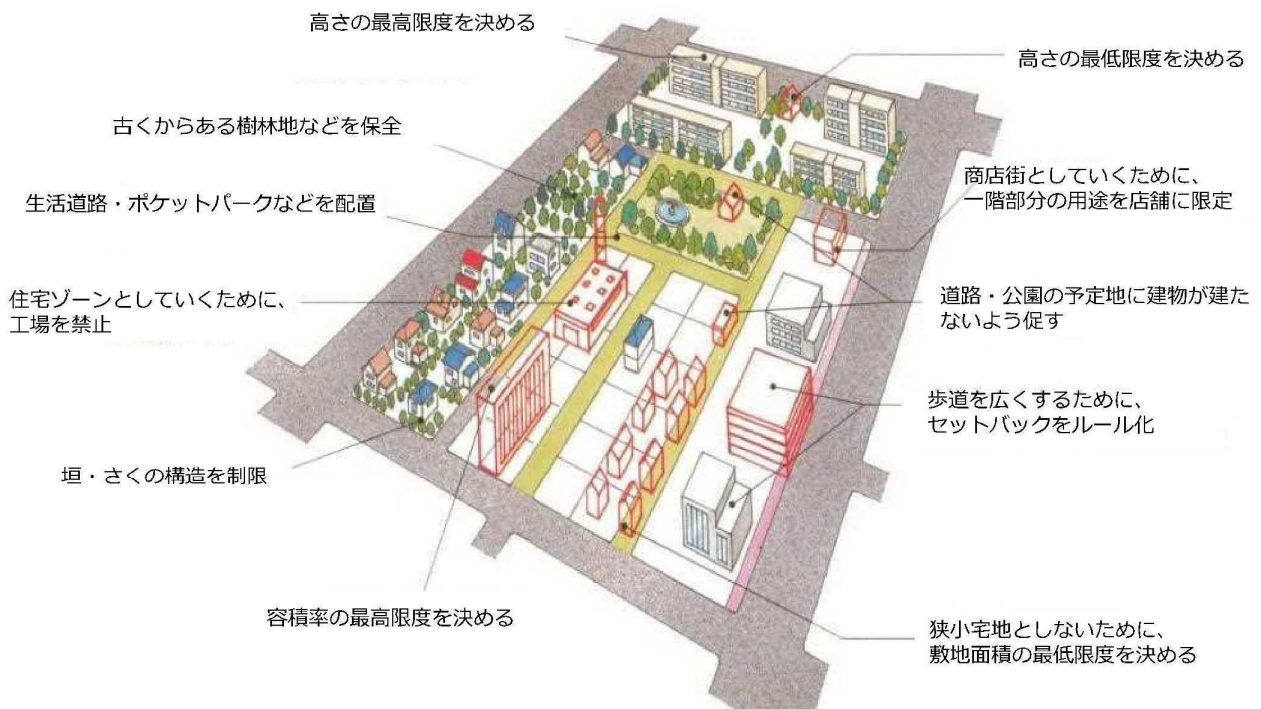 高さの最高限度を決める
高さの最低限度を決める
古くからある樹林地などを保全
商店街としていくために、
一階部分の用途を店舗に限定
生活道路・ポケットパークなどを配置
住宅ゾーンとしていくために、
工場を禁止
道路・公園の予定地に建物が建た
ないよう促す
歩道を広くするために、
セットバックをルール化
垣・さくの構造を制限
容積率の最高限度を決める
狭小宅地としないために、
敷地面積の最低限度を決める